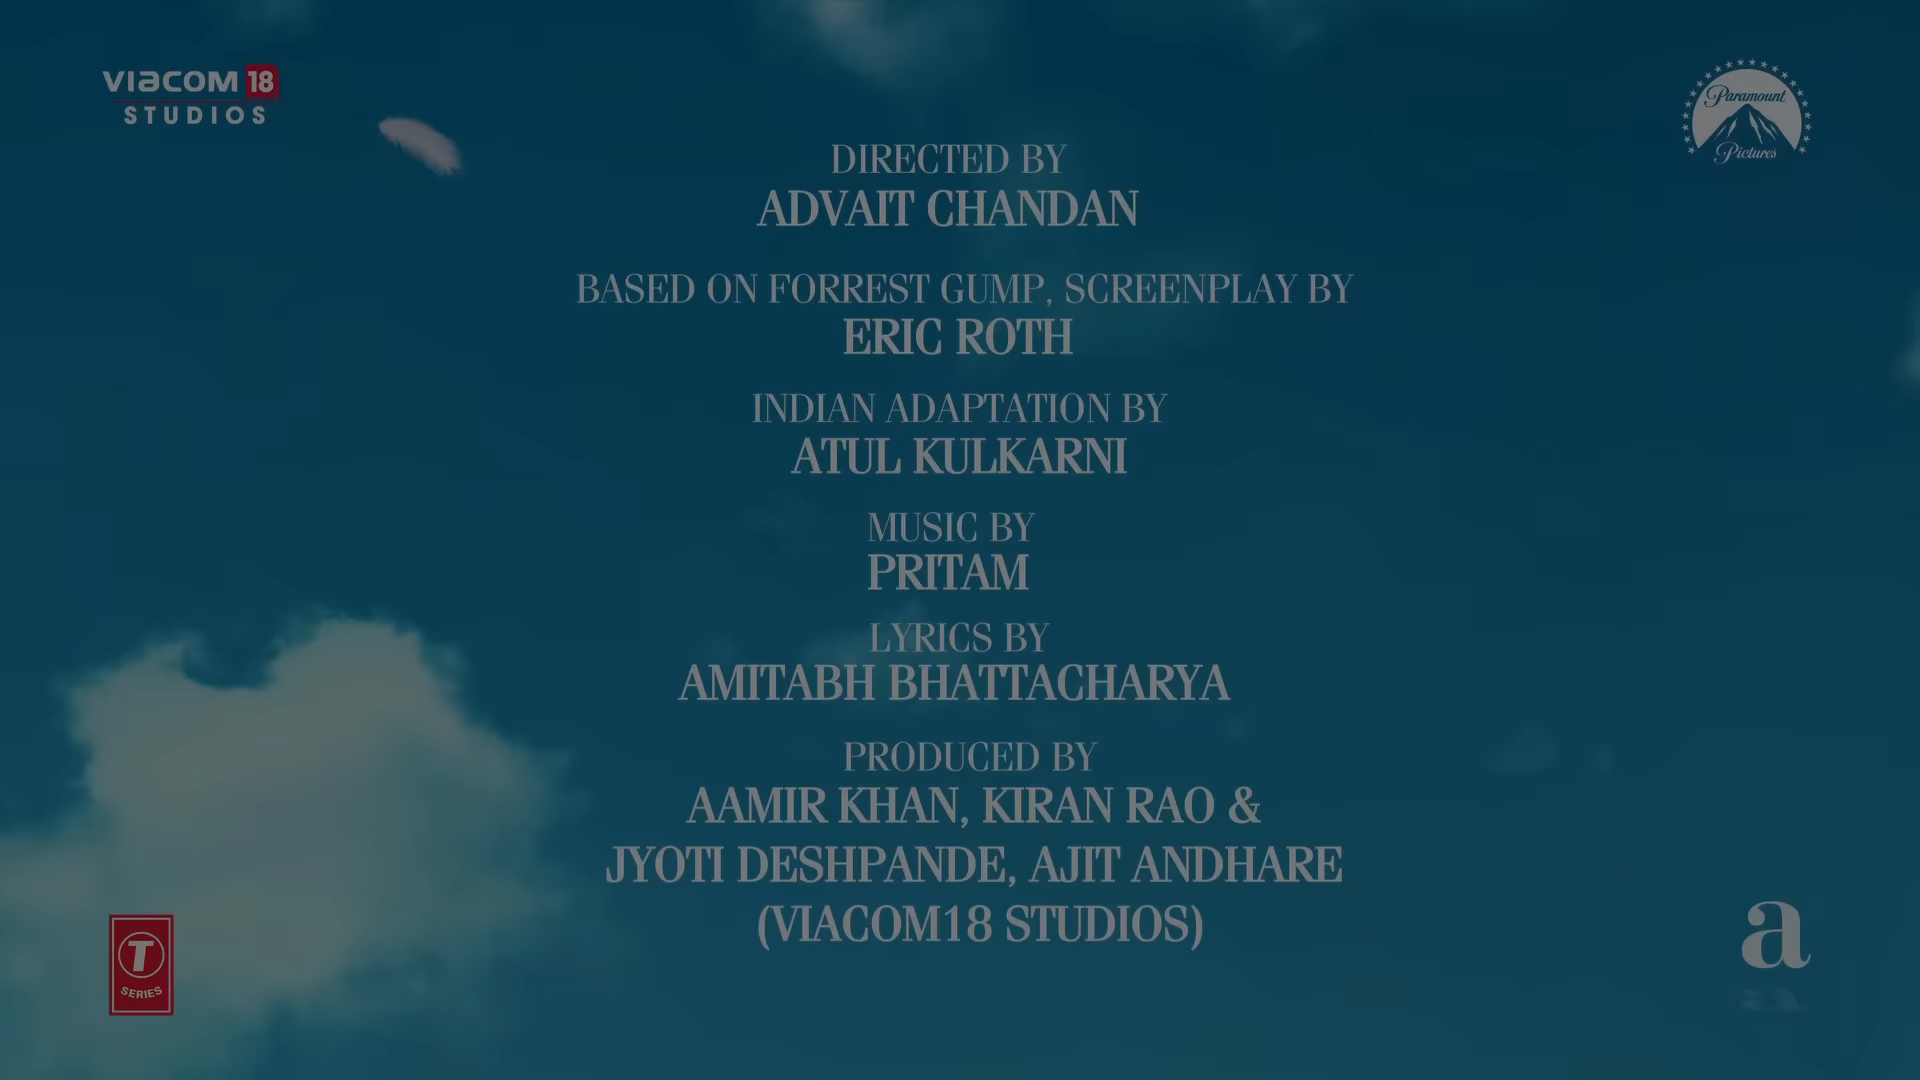 VIACOM 18
STUDIOS
Paramount
Pictures
DIRECTED BY
ADVAIT CHANDAN
BASED ON FORREST GUMP, SCREENPLAY BY
ERIC ROTH
INDIAN ADAPTATION BY
ATUL KULKARNI
MUSIC BY
PRITAM
LYRICS BY
AMITABH BHATTACHARYA
PRODUCED BY
AAMIR KHAN, KIRAN RAO &
JYOTI DESHPANDE, AJIT ANDHARE
(VIACOM18 STUDIOS)
T
SERIES
a